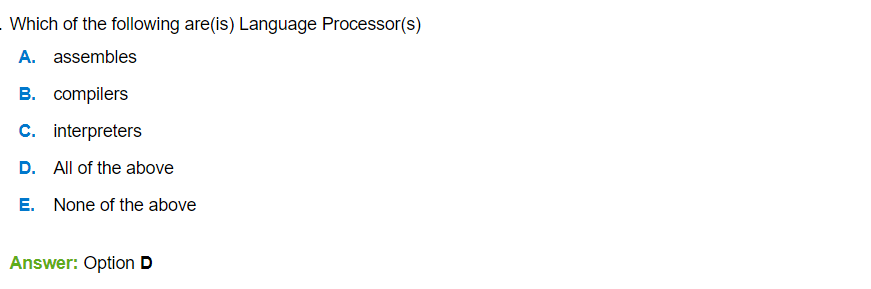 . Which of the following are(is) Language Processor(s)
A. assembles
B. compilers
C. interpreters
D. All of the above
E. None of the above
Answer: Option D